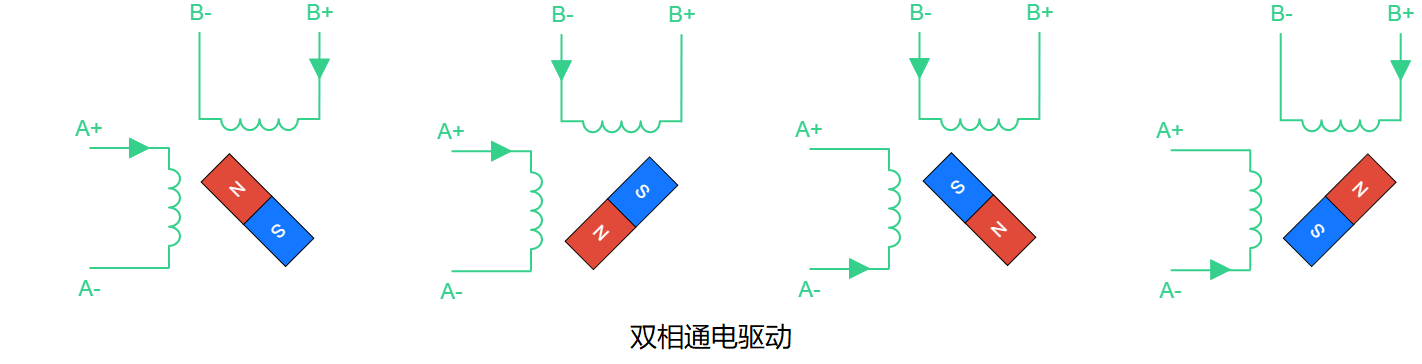 B- B+ B- B+ B- B+ B- B+
A+ A+ A+ A+
N S S N S N N S
A- A- A- A-
双相通电驱动